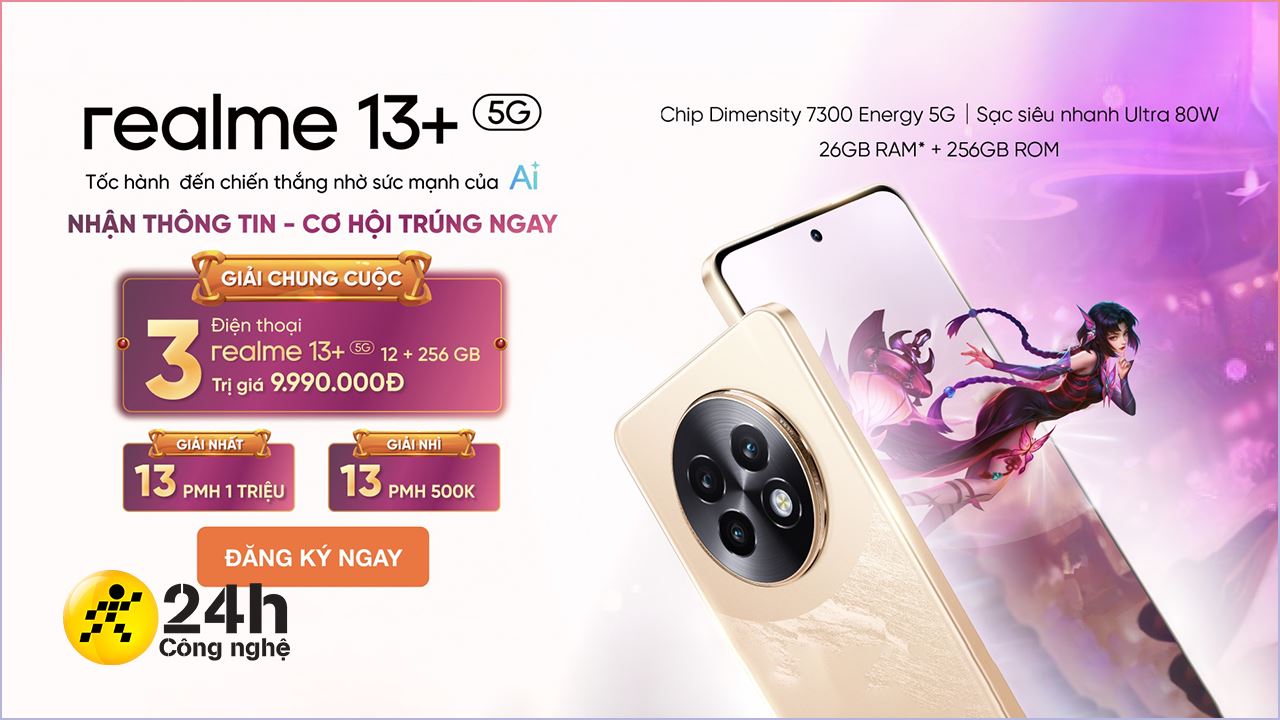 realme 13+ 5G
Tốc hành đến chiến thắng nhờ sức mạnh của Ai
NHẬN THÔNG TIN - CƠ HỘI TRÚNG NGAY
GIẢI CHUNG CUỘC
3
Điện thoại
realme 13+ 5G 12 + 256 GB
Trị giá 9.990.000Đ
GIẢI NHẤT
13 PMH 1 TRIỆU
GIẢI NHÌ
13 PMH 500K
ĐĂNG KÝ NGAY
24h
Công nghệ
Chip Dimensity 7300 Energy 5G | Sạc siêu nhanh Ultra 80W
26GB RAM* + 256GB ROM